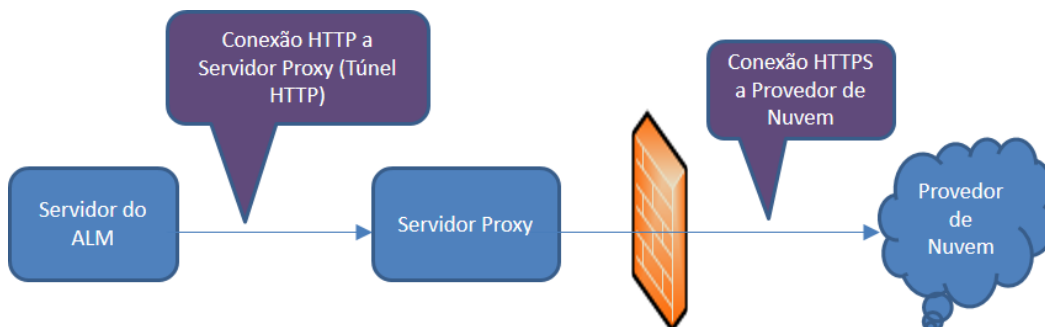 Conexão HTTP a
Servidor Proxy (Túnel
HTTP)
Conexão HTTPS
a Provedor de
Nuvem
Servidor do
ALM
Servidor Proxy
Provedor
de
Nuvem